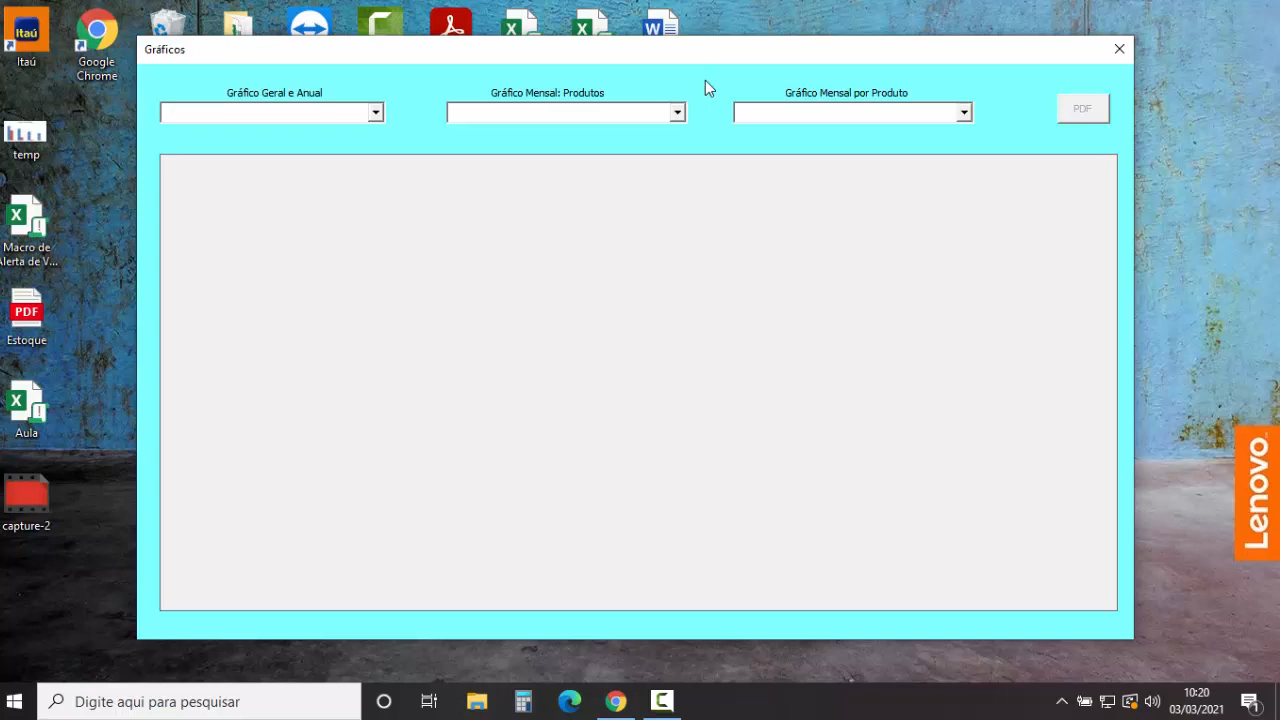 Itaú
Google
Chrome
Gráficos
Gráfico Geral e Anual
Gráfico Mensal: Produtos
Gráfico Mensal por Produto
PDF
temp
Macro de
Alerta de V...
PDF
Estoque
Aula
capture-2
Lenovo
Digite aqui para pesquisar
10:20
03/03/2021
1